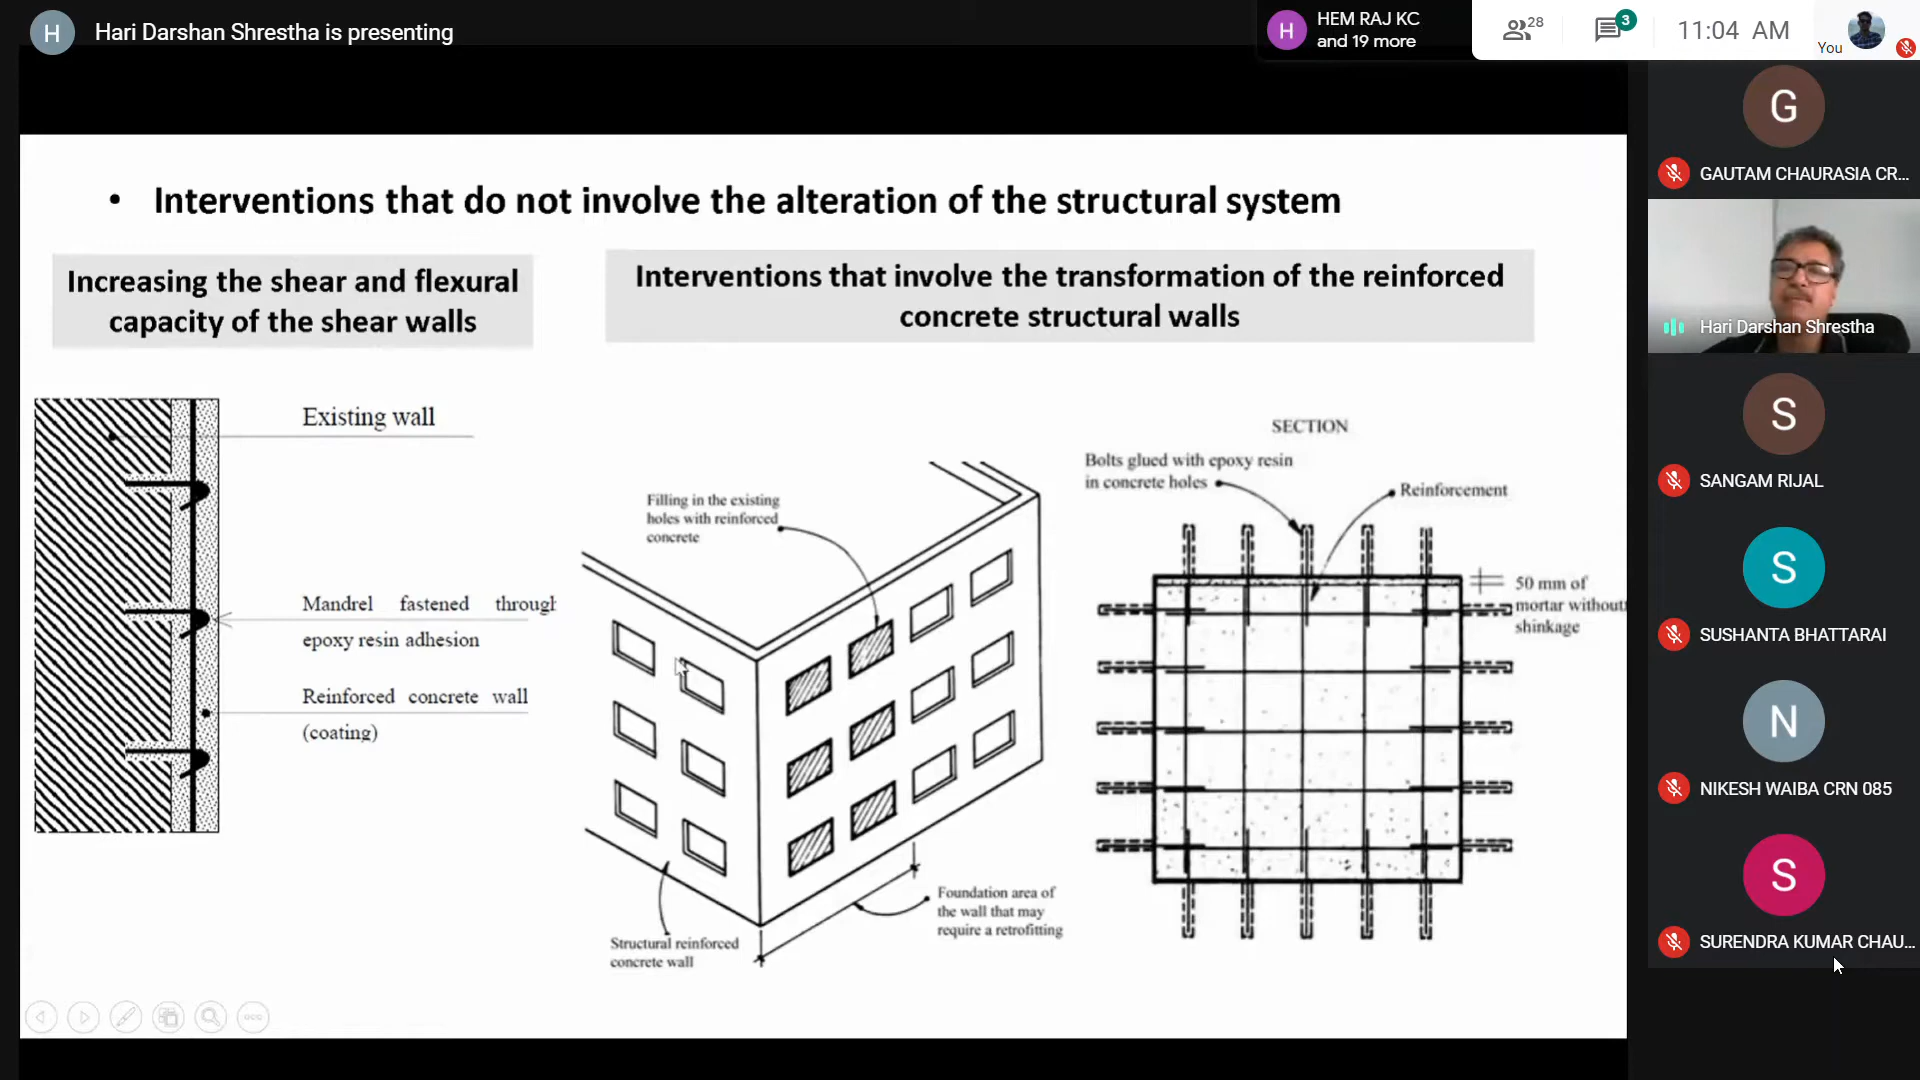 H
Hari Darshan Shrestha is presenting
H
HEM RAJ KC
and 19 more
28
3
11:04 AM
You
• Interventions that do not involve the alteration of the structural system
Increasing the shear and flexural
capacity of the shear walls
Interventions that involve the transformation of the reinforced
concrete structural walls
Existing wall
Mandrel fastened through
epoxy resin adhesion
Reinforced concrete wall
(coating)
Filling in the existing
holes with reinforced
concrete
Structural reinforced
concrete wall
Foundation area of
the wall that may
require a retrofitting
SECTION
Bolts glued with epoxy resin
in concrete holes
Reinforcement
50 mm of
mortar without
shinkage
G
GAUTAM CHAURASIA CR...
Hari Darshan Shrestha
S
SANGAM RIJAL
S
SUSHANTA BHATTARAI
N
NIKESH WAIBA CRN 085
S
SURENDRA KUMAR CHAU...